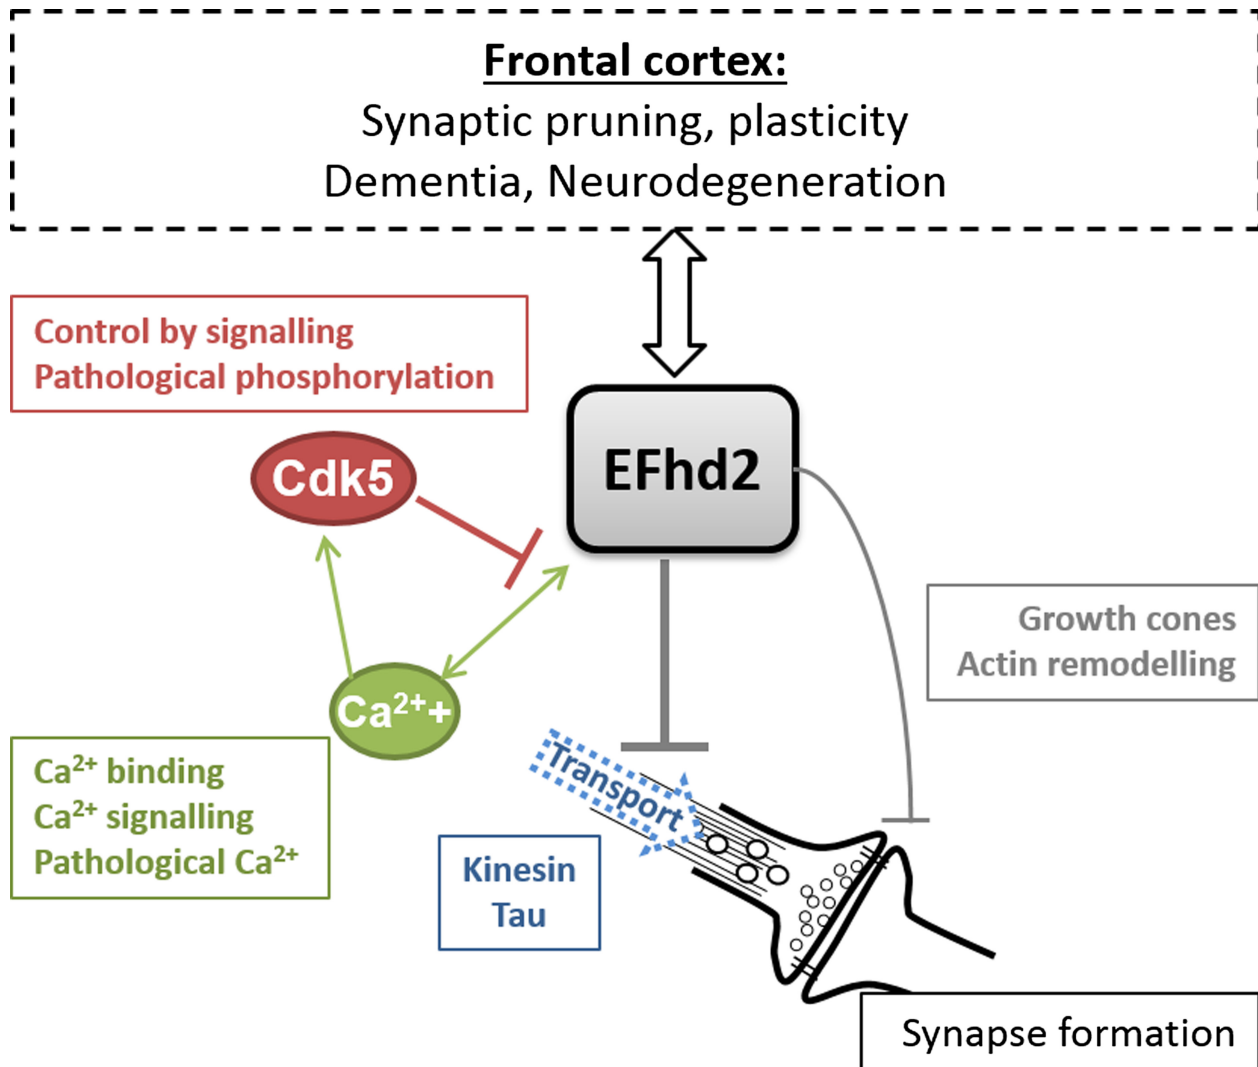 Frontal cortex:
Synaptic pruning, plasticity
Dementia, Neurodegeneration
Control by signalling
Pathological phosphorylation
EFhd2
Cdk5
Growth cones
Actin remodelling
Ca²⁺+
Ca²⁺ binding
Ca²⁺ signalling
Pathological Ca²⁺
Transport
Kinesin
Tau
Synapse formation